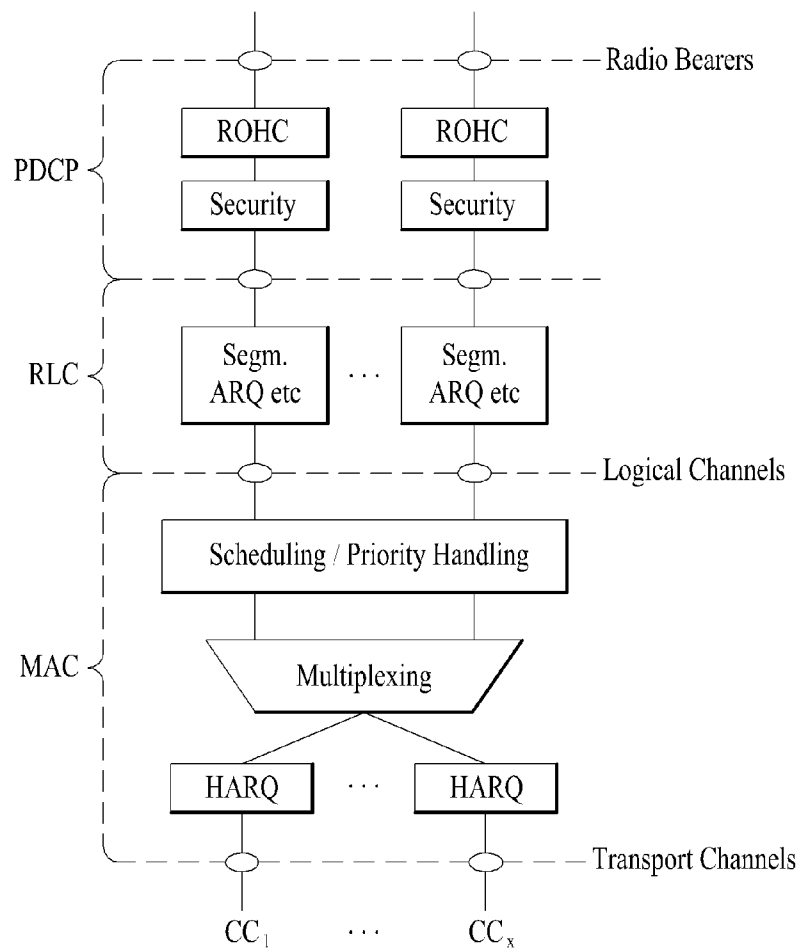 Radio Bearers
ROHC ROHC
PDCP
Security Security
Segm. Segm.
RLC
ARQ etc ... ARQ etc
Logical Channels
Scheduling / Priority Handling
MAC
Multiplexing
HARQ ... HARQ
Transport Channels
CC1 ... CCx